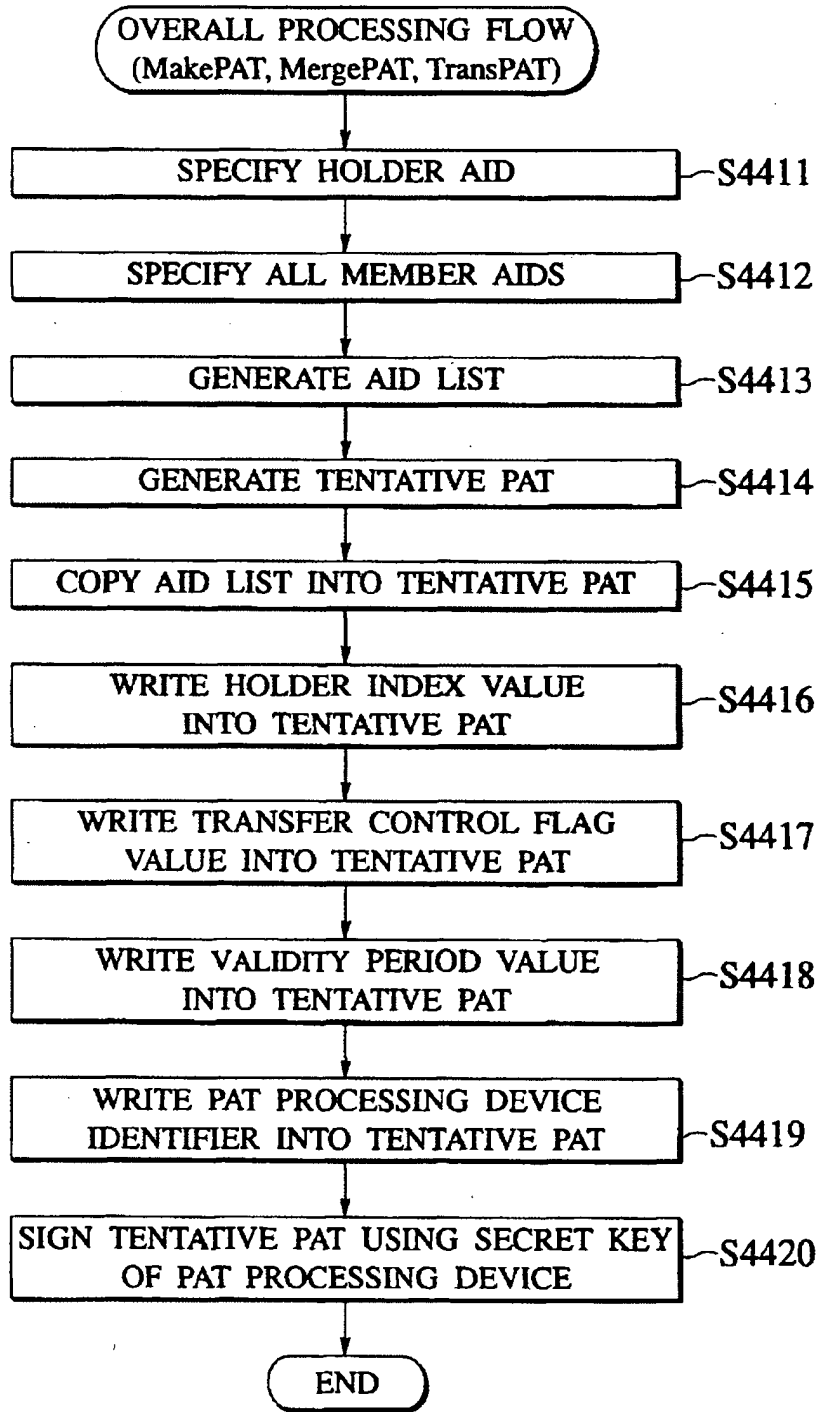 OVERALL PROCESSING FLOW
(MakePAT, MergePAT, TransPAT)
SPECIFY HOLDER AID
S4411
SPECIFY ALL MEMBER AIDS
S4412
GENERATE AID LIST
S4413
GENERATE TENTATIVE PAT
S4414
COPY AID LIST INTO TENTATIVE PAT
S4415
WRITE HOLDER INDEX VALUE
INTO TENTATIVE PAT
S4416
WRITE TRANSFER CONTROL FLAG
VALUE INTO TENTATIVE PAT
S4417
WRITE VALIDITY PERIOD VALUE
INTO TENTATIVE PAT
S4418
WRITE PAT PROCESSING DEVICE
IDENTIFIER INTO TENTATIVE PAT
S4419
SIGN TENTATIVE PAT USING SECRET KEY
OF PAT PROCESSING DEVICE
S4420
END